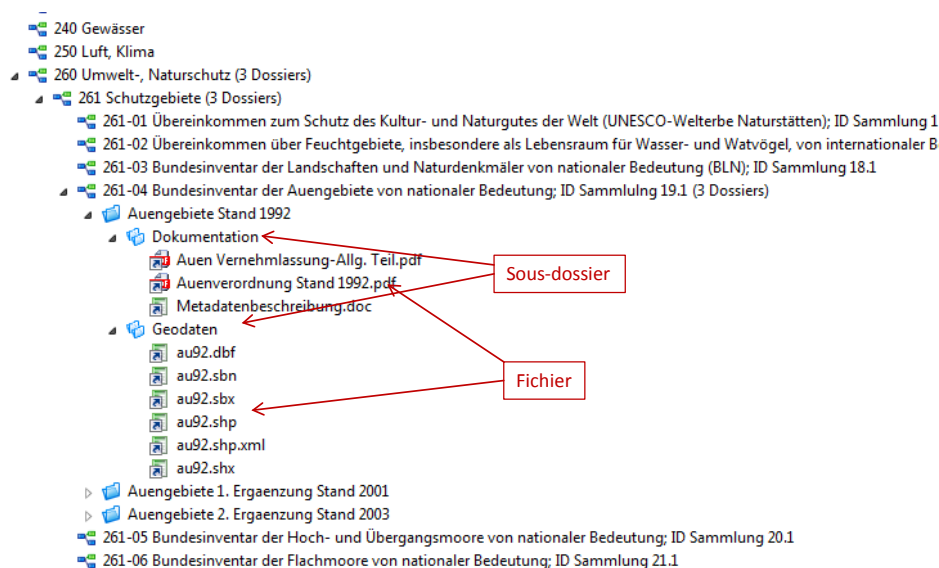 240 Gewässer
250 Luft, Klima
260 Umwelt-, Naturschutz (3 Dossiers)
261 Schutzgebiete (3 Dossiers)
261-01 Übereinkommen zum Schutz des Kultur- und Naturgutes der Welt (UNESCO-Welterbe Naturstätten); ID Sammlung 1
261-02 Übereinkommen über Feuchtgebiete, insbesondere als Lebensraum für Wasser- und Watvögel, von internationaler B
261-03 Bundesinventar der Landschaften und Naturdenkmäler von nationaler Bedeutung (BLN); ID Sammlung 18.1
261-04 Bundesinventar der Auengebiete von nationaler Bedeutung; ID Sammlulng 19.1 (3 Dossiers)
Auengebiete Stand 1992
Dokumentation
Auen Vernehmlassung-Allg. Teil.pdf
Sous-dossier
Auenverordnung Stand 1992.pdf
Metadatenbeschreibung.doc
Geodaten
au92.dbf
au92.sbn
Fichier
au92.sbx
au92.shp
au92.shp.xml
au92.shx
Auengebiete 1. Ergaenzung Stand 2001
Auengebiete 2. Ergaenzung Stand 2003
261-05 Bundesinventar der Hoch- und Übergangsmoore von nationaler Bedeutung; ID Sammlung 20.1
261-06 Bundesinventar der Flachmoore von nationaler Bedeutung; ID Sammlung 21.1